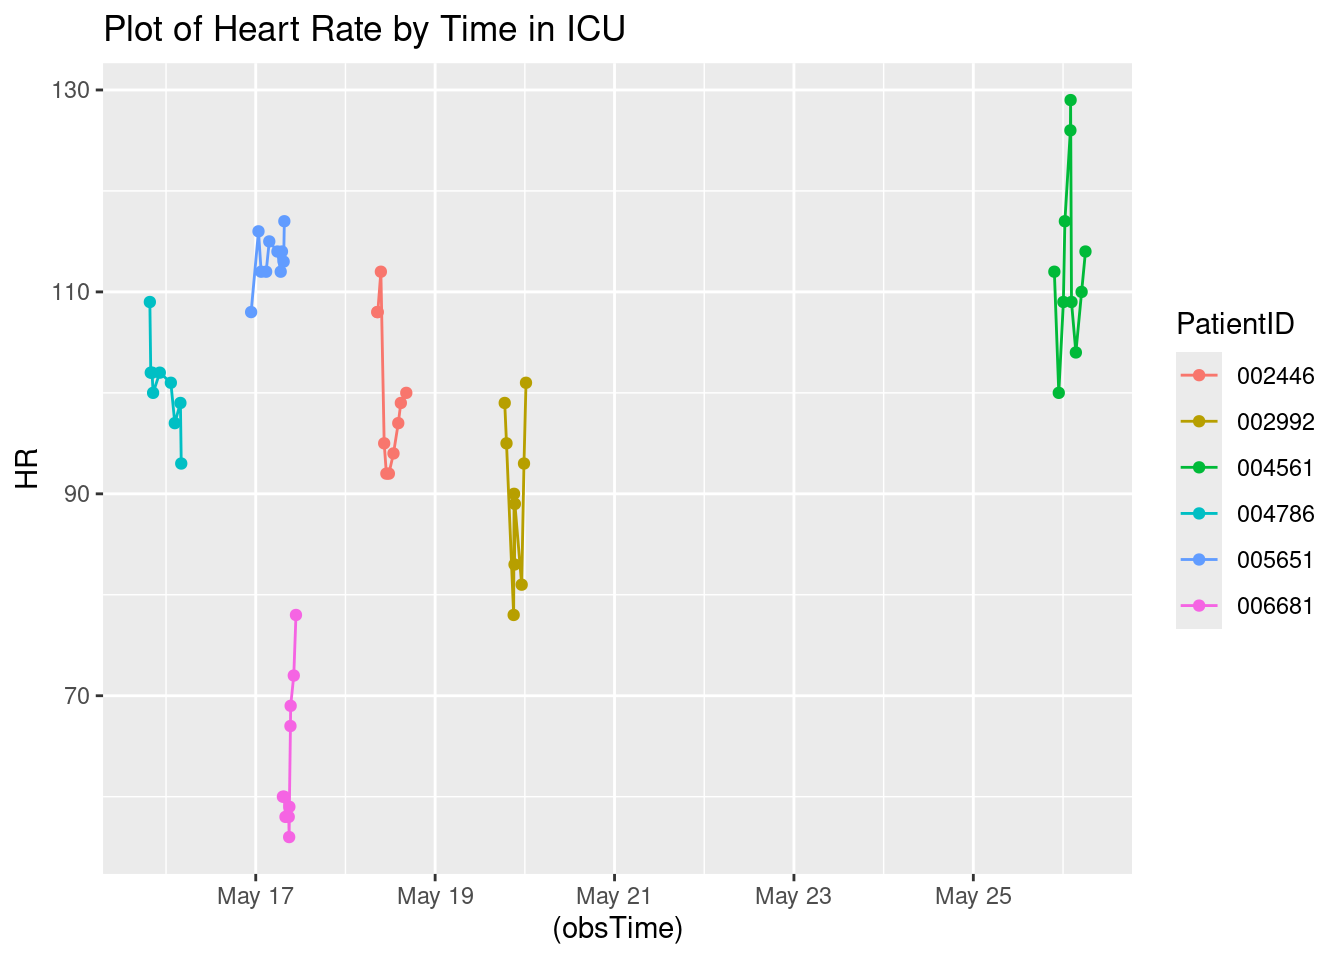 Plot of Heart Rate by Time in ICU
130
110
90
70
HR
May 17
May 19
May 21
May 23
May 25
(obsTime)
PatientID
002446
002992
004561
004786
005651
006681